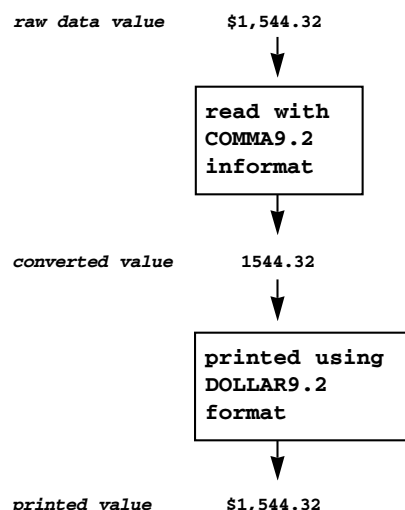 raw data value $1,544.32
read with
COMMA9.2
informat
converted value 1544.32
printed using
DOLLAR9.2
format
printed value $1,544.32